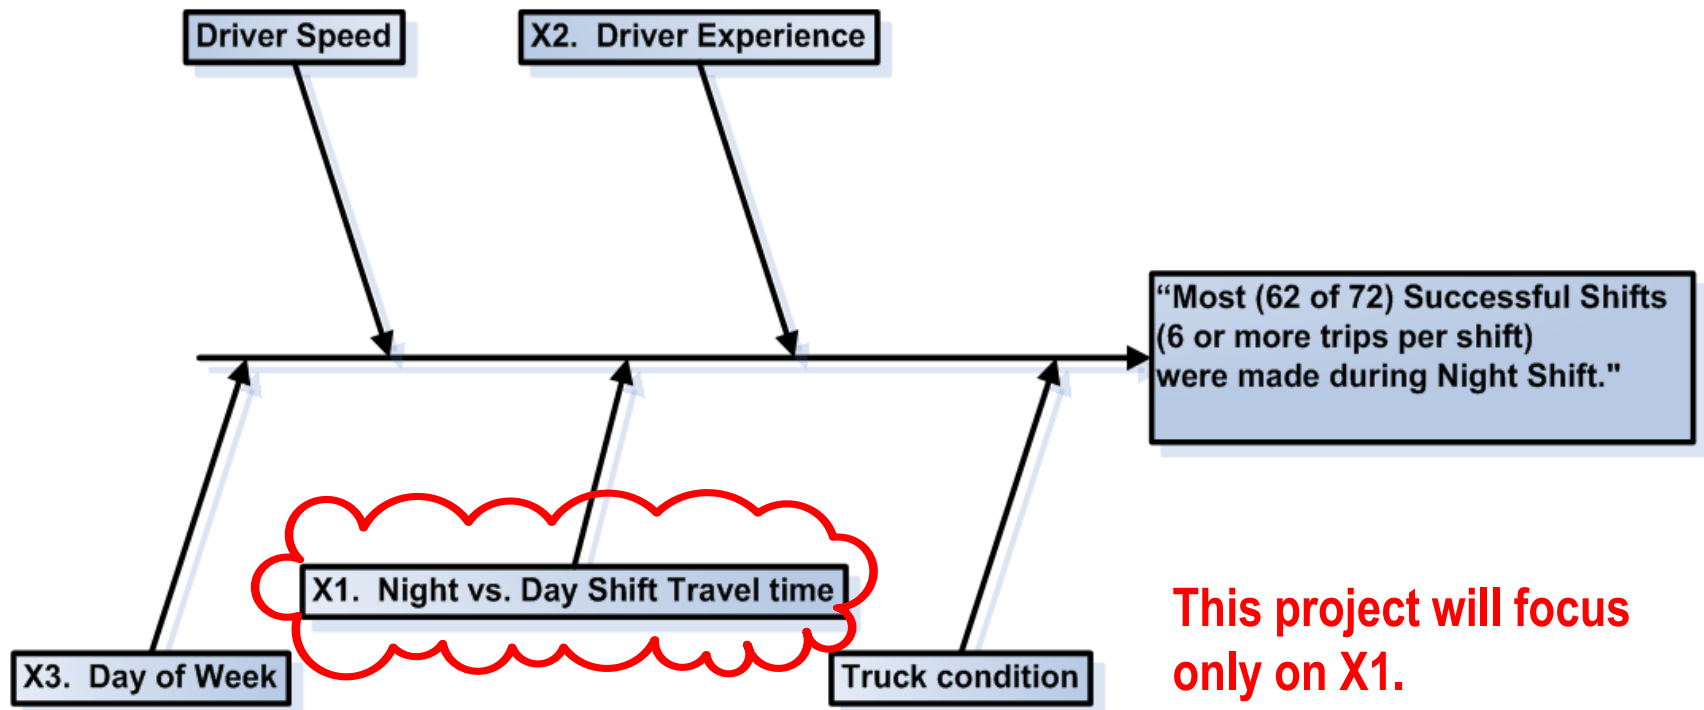 Driver Speed
X2. Driver Experience
“Most (62 of 72) Successful Shifts
(6 or more trips per shift)
were made during Night Shift."
X1. Night vs. Day Shift Travel time
X3. Day of Week
Truck condition
This project will focus
only on X1.